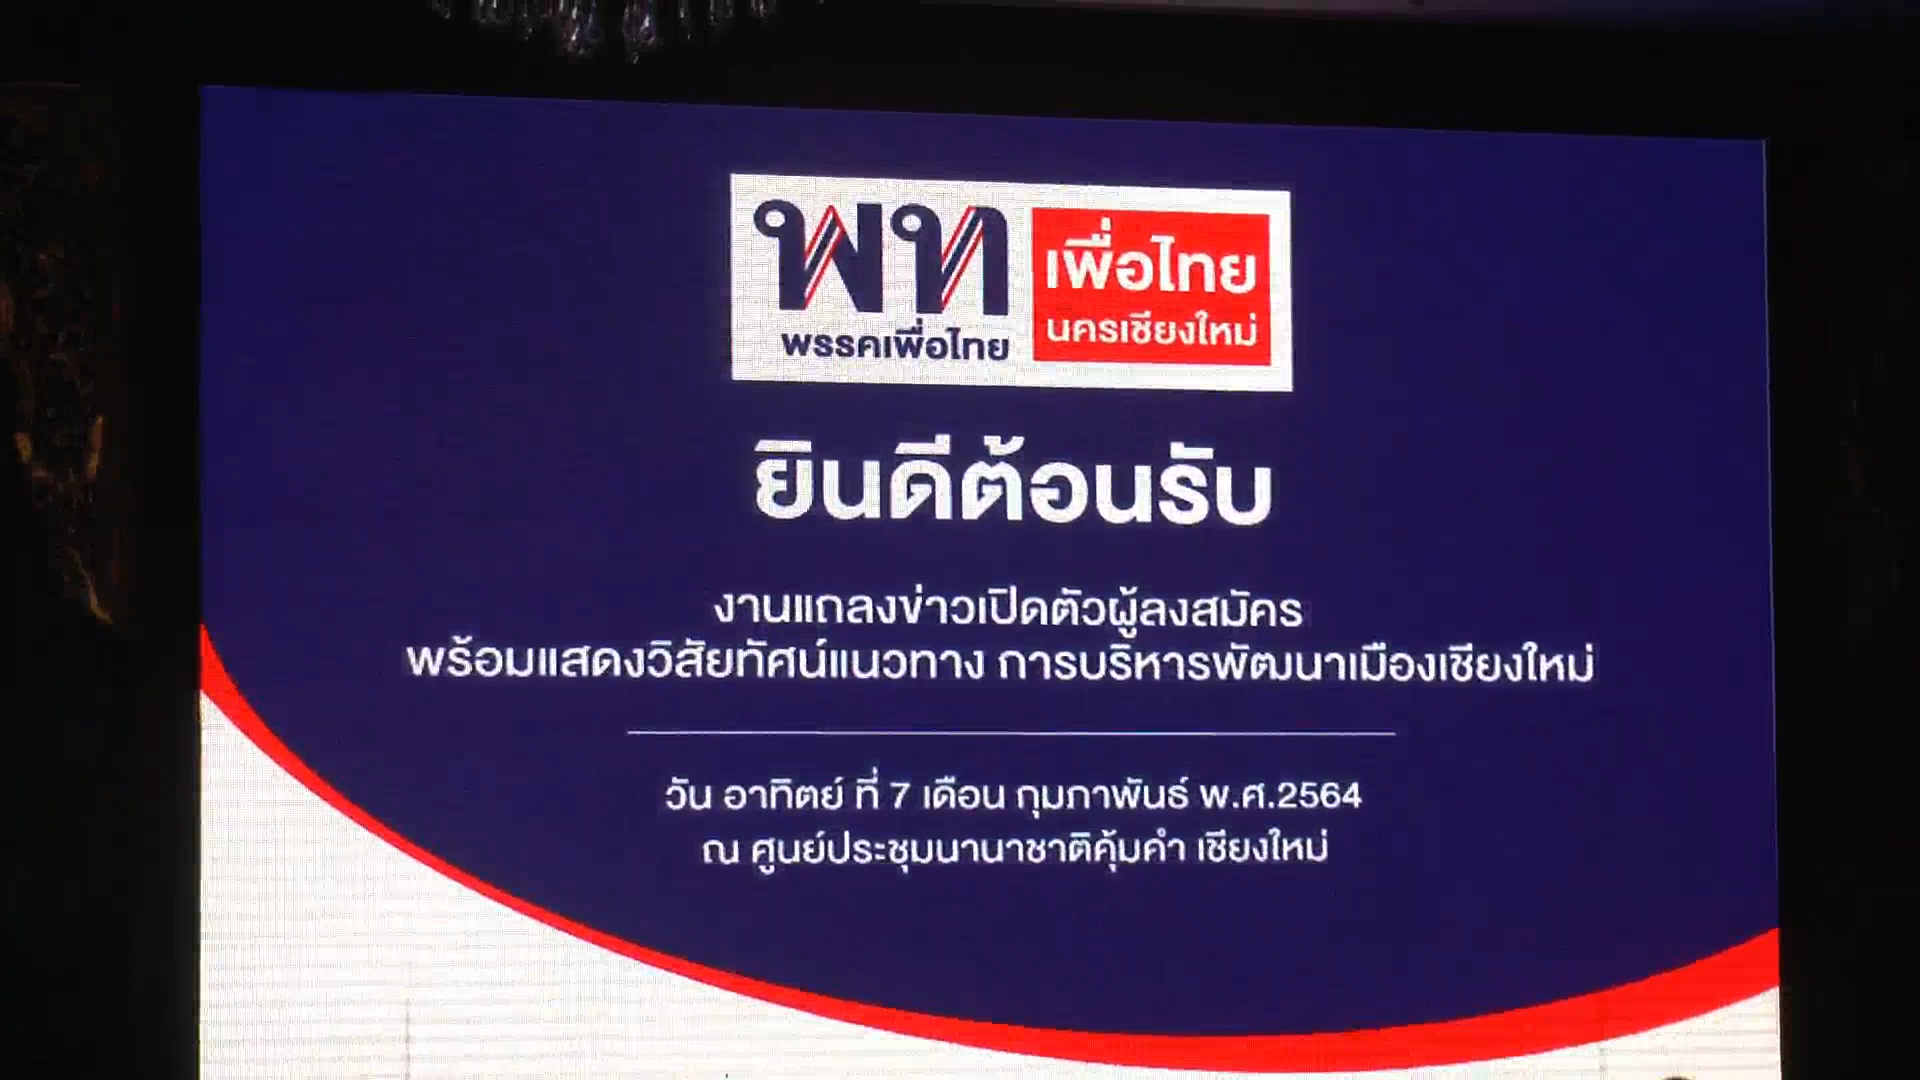 พท
พรรคเพื่อไทย
เพื่อไทย
นครเชียงใหม่
ยินดีต้อนรับ
งานแถลงข่าวเปิดตัวผู้ลงสมัคร
พร้อมแสดงวิสัยทัศน์แนวทาง การบริหารพัฒนาเมืองเชียงใหม่
วัน อาทิตย์ ที่ 7 เดือน กุมภาพันธ์ พ.ศ.2564
ณ ศูนย์ประชุมนานาชาติคุ้มคำ เชียงใหม่